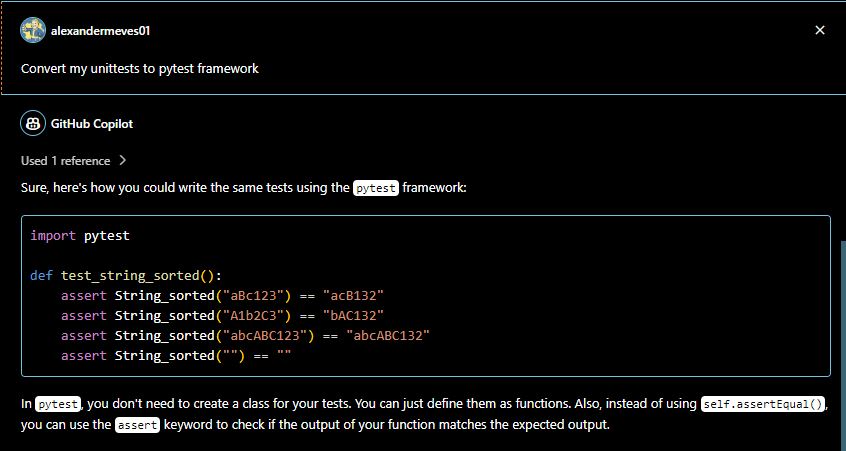 alexandermeves01
Convert my unittests to pytest framework
GitHub Copilot
Used 1 reference
Sure, here's how you could write the same tests using the pytest framework:
import pytest
def test_string_sorted():
    assert String_sorted("aBc123") == "acB132"
    assert String_sorted("A1b2C3") == "bAC132"
    assert String_sorted("abcABC123") == "abcABC132"
    assert String_sorted("") == ""
In pytest, you don't need to create a class for your tests. You can just define them as functions. Also, instead of using self.assertEqual(),
you can use the assert keyword to check if the output of your function matches the expected output.